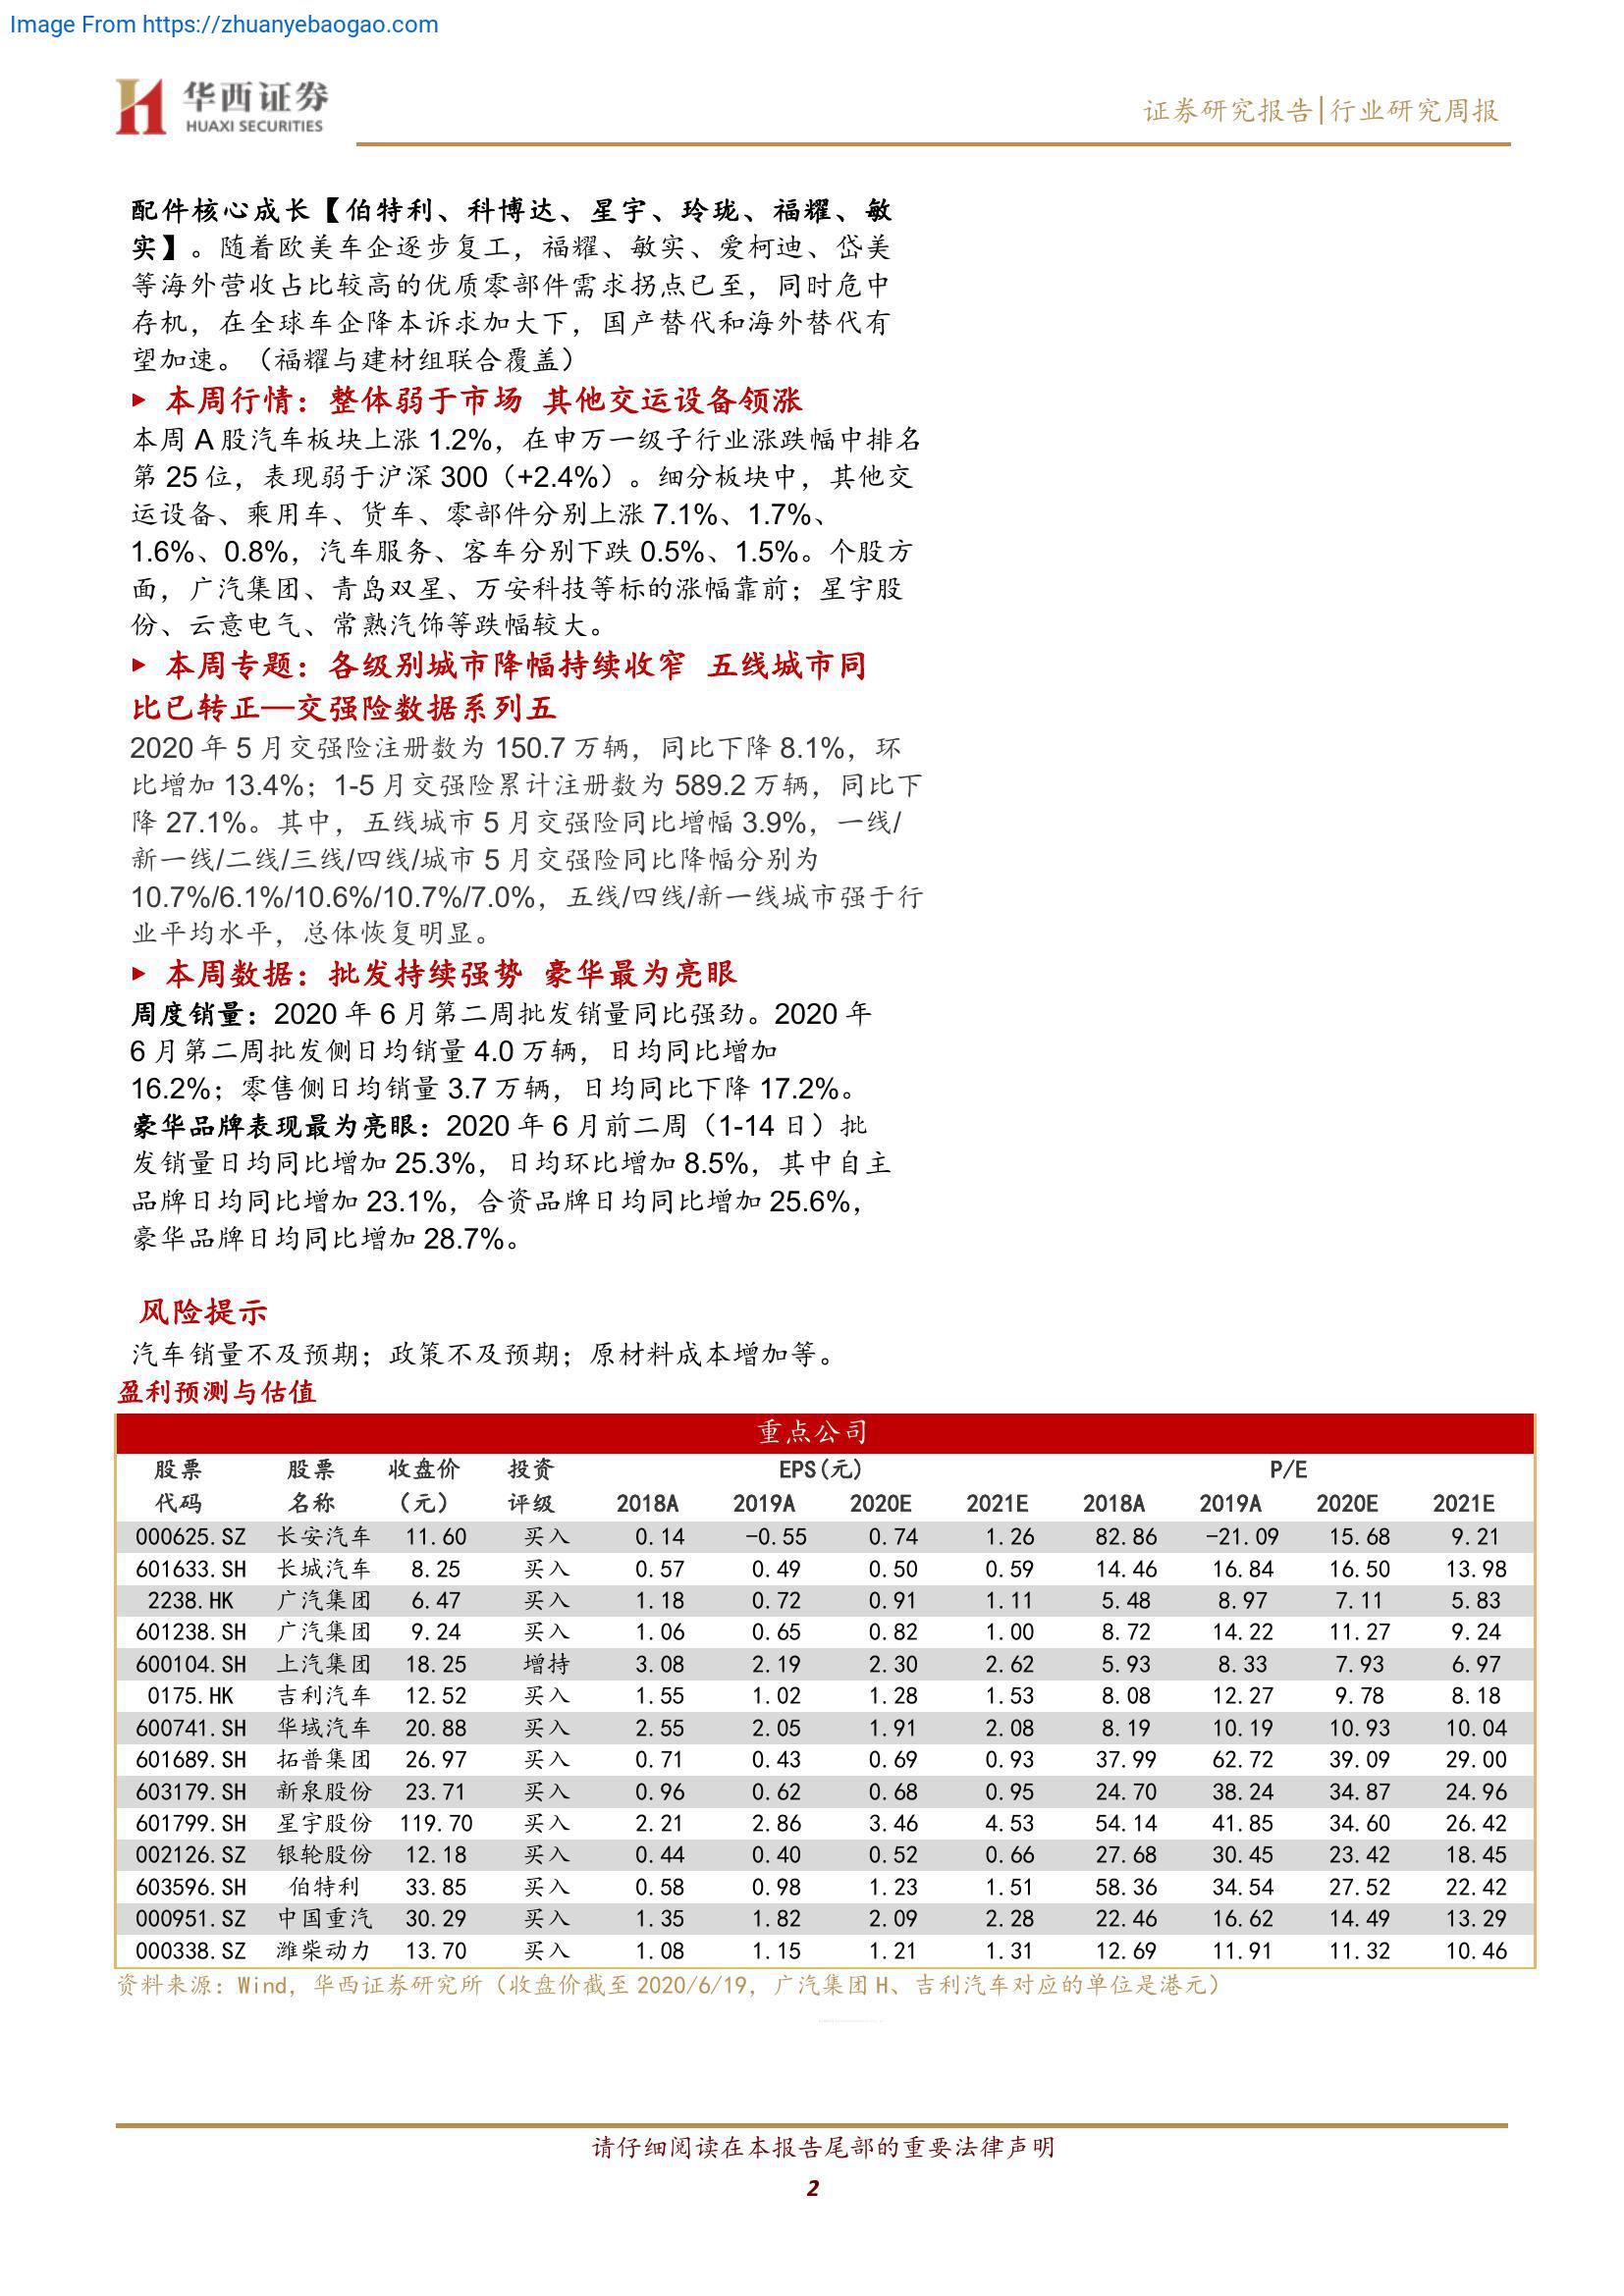 Image From https://zhuanyebaogao.com
华西证券
HUAXI SECURITIES
证券研究报告|行业研究周报
配件核心成长【伯特利、科博达、星宇、玲珑、福耀、敏
实】。随着欧美车企逐步复工，福耀、敏实、爱柯迪、岱美
等海外营收占比较高的优质零部件需求拐点已至，同时危中
存机，在全球车企降本诉求加大下，国产替代和海外替代有
望加速。（福耀与建材组联合覆盖）
▶ 本周行情：整体弱于市场 其他交运设备领涨
本周 A 股汽车板块上涨 1.2%，在申万一级子行业涨跌幅中排名
第 25 位，表现弱于沪深 300（+2.4%）。细分板块中，其他交
运设备、乘用车、货车、零部件分别上涨 7.1%、1.7%、
1.6%、0.8%，汽车服务、客车分别下跌 0.5%、1.5%。个股方
面，广汽集团、青岛双星、万安科技等标的涨幅靠前；星宇股
份、云意电气、常熟汽饰等跌幅较大。
▶ 本周专题：各级别城市降幅持续收窄 五线城市同
比已转正—交强险数据系列五
2020 年 5 月交强险注册数为 150.7 万辆，同比下降 8.1%，环
比增加 13.4%；1-5 月交强险累计注册数为 589.2 万辆，同比下
降 27.1%。其中，五线城市 5 月交强险同比增幅 3.9%，一线/
新一线/二线/三线/四线/城市 5 月交强险同比降幅分别为
10.7%/6.1%/10.6%/10.7%/7.0%，五线/四线/新一线城市强于行
业平均水平，总体恢复明显。
▶ 本周数据：批发持续强势 豪华最为亮眼
周度销量：2020 年 6 月第二周批发销量同比强劲。2020 年
6 月第二周批发侧日均销量 4.0 万辆，日均同比增加
16.2%；零售侧日均销量 3.7 万辆，日均同比下降 17.2%。
豪华品牌表现最为亮眼：2020 年 6 月前二周（1-14 日）批
发销量日均同比增加 25.3%，日均环比增加 8.5%，其中自主
品牌日均同比增加 23.1%，合资品牌日均同比增加 25.6%，
豪华品牌日均同比增加 28.7%。
风险提示
汽车销量不及预期；政策不及预期；原材料成本增加等。
盈利预测与估值
重点公司
股票 股票 收盘价 投资 EPS(元) P/E
代码 名称 （元） 评级 2018A 2019A 2020E 2021E 2018A 2019A 2020E 2021E
000625.SZ 长安汽车 11.60 买入 0.14 -0.55 0.74 1.26 82.86 -21.09 15.68 9.21
601633.SH 长城汽车 8.25 买入 0.57 0.49 0.50 0.59 14.46 16.84 16.50 13.98
2238.HK 广汽集团 6.47 买入 1.18 0.72 0.91 1.11 5.48 8.97 7.11 5.83
601238.SH 广汽集团 9.24 买入 1.06 0.65 0.82 1.00 8.72 14.22 11.27 9.24
600104.SH 上汽集团 18.25 增持 3.08 2.19 2.30 2.62 5.93 8.33 7.93 6.97
0175.HK 吉利汽车 12.52 买入 1.55 1.02 1.28 1.53 8.08 12.27 9.78 8.18
600741.SH 华域汽车 20.88 买入 2.55 2.05 1.91 2.08 8.19 10.19 10.93 10.04
601689.SH 拓普集团 26.97 买入 0.71 0.43 0.69 0.93 37.99 62.72 39.09 29.00
603179.SH 新泉股份 23.71 买入 0.96 0.62 0.68 0.95 24.70 38.24 34.87 24.96
601799.SH 星宇股份 119.70 买入 2.21 2.86 3.46 4.53 54.14 41.85 34.60 26.42
002126.SZ 银轮股份 12.18 买入 0.44 0.40 0.52 0.66 27.68 30.45 23.42 18.45
603596.SH 伯特利 33.85 买入 0.58 0.98 1.23 1.51 58.36 34.54 27.52 22.42
000951.SZ 中国重汽 30.29 买入 1.35 1.82 2.09 2.28 22.46 16.62 14.49 13.29
000338.SZ 潍柴动力 13.70 买入 1.08 1.15 1.21 1.31 12.69 11.91 11.32 10.46
资料来源：Wind，华西证券研究所（收盘价截至 2020/6/19，广汽集团 H、吉利汽车对应的单位是港元）
请仔细阅读在本报告尾部的重要法律声明
2